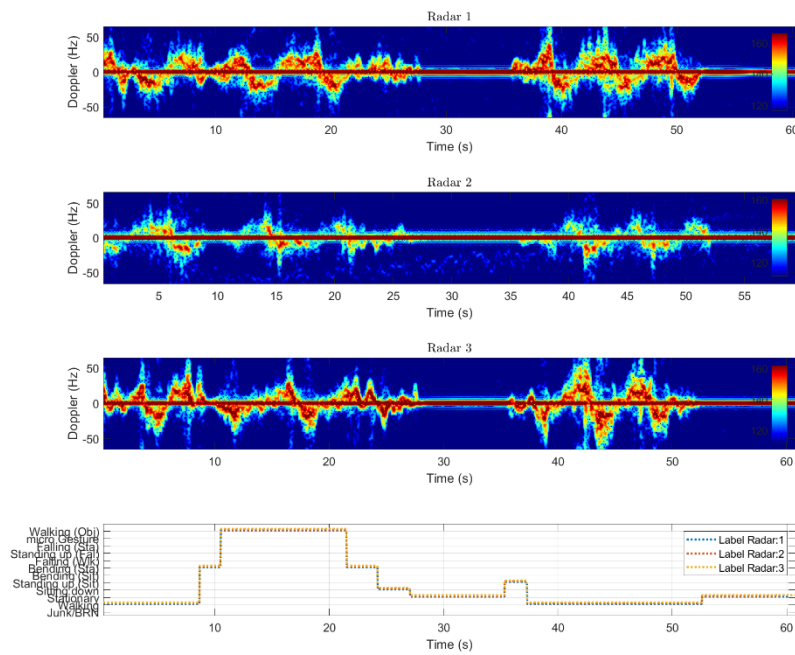 Radar 1
Doppler (Hz)
50
0
-50
160
140
120
10 20 30 40 50 60
Time (s)
Radar 2
Doppler (Hz)
50
0
-50
160
140
120
5 10 15 20 25 30 35 40 45 50 55
Time (s)
Radar 3
Doppler (Hz)
50
0
-50
160
140
120
10 20 30 40 50 60
Time (s)
Walking (Obj)
micro Gesture
Falling (Sta)
Standing up (Fal)
Falling (Wlk)
Bending (Sta)
Bending (Sit)
Standing up (Sit)
Sitting down
Stationary
Walking
Junk/BRN
Label Radar:1
Label Radar:2
Label Radar:3
10 20 30 40 50 60
Time (s)